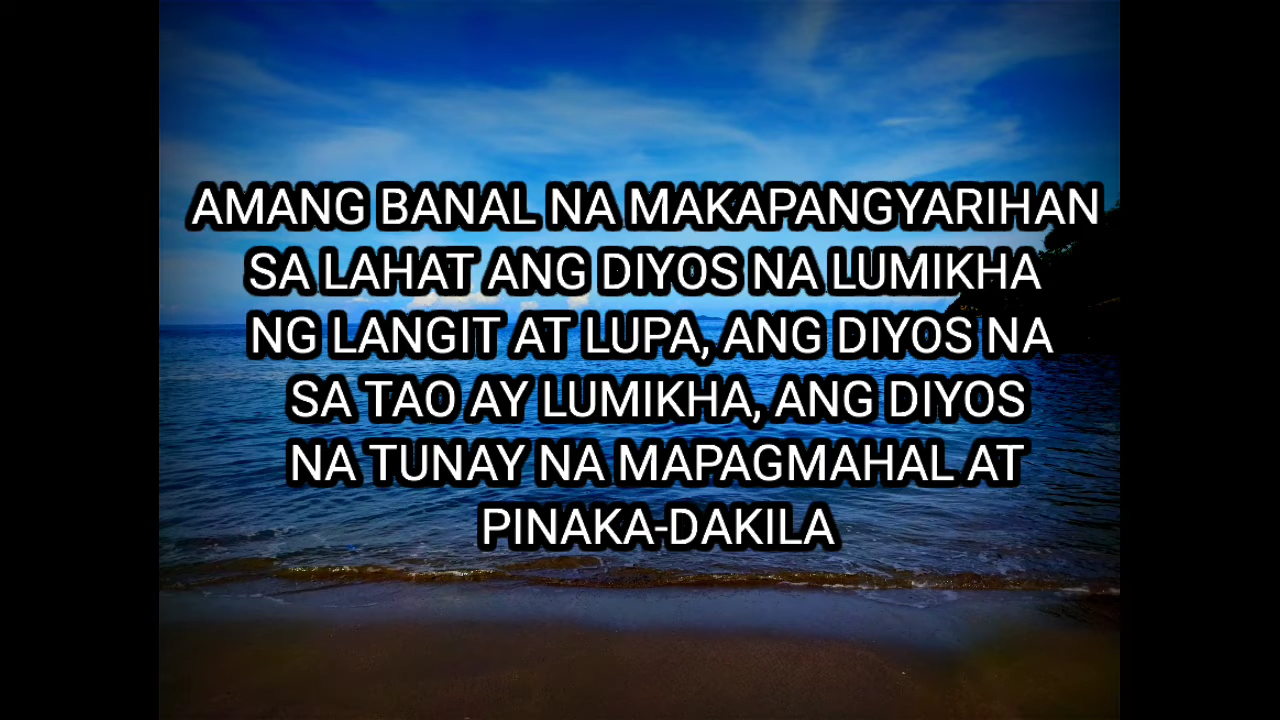 AMANG BANAL NA MAKAPANGYARIHAN
SA LAHAT ANG DIYOS NA LUMIKHA
NG LANGIT AT LUPA, ANG DIYOS NA
SA TAO AY LUMIKHA, ANG DIYOS
NA TUNAY NA MAPAGMAHAL AT
PINAKA-DAKILA